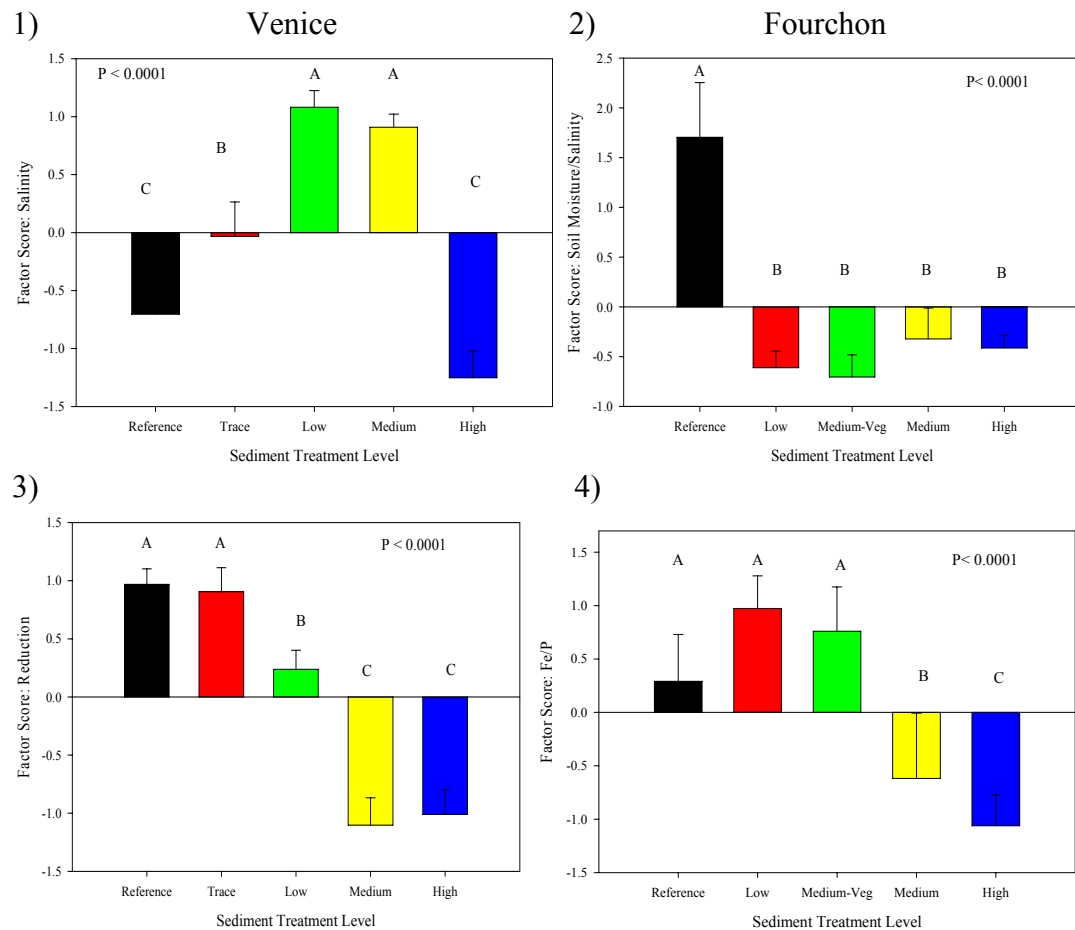 1) Venice
P < 0.0001
A A
B
C C
1.5
1.0
0.5
0.0
-0.5
-1.0
-1.5
Factor Score: Salinity
Reference Trace Low Medium High
Sediment Treatment Level
2) Fourchon
A
P < 0.0001
B B B B
2.5
2.0
1.5
1.0
0.5
0.0
-0.5
-1.0
Factor Score: Soil Moisture/Salinity
Reference Low Medium-Veg Medium High
Sediment Treatment Level
3)
A A
P < 0.0001
B
C C
1.5
1.0
0.5
0.0
-0.5
-1.0
-1.5
Factor Score: Reduction
Reference Trace Low Medium High
Sediment Treatment Level
4)
A A A
P< 0.0001
B C
1.5
1.0
0.5
0.0
-0.5
-1.0
-1.5
Factor Score: Fe/P
Reference Low Medium-Veg Medium High
Sediment Treatment Level